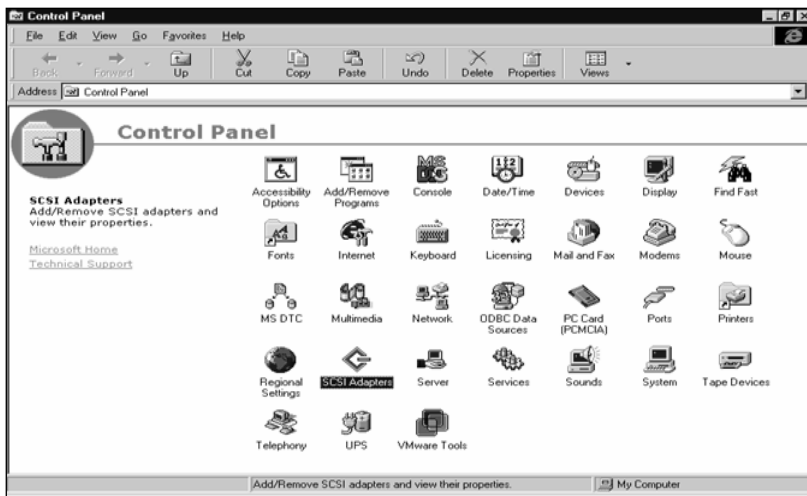 Control Panel
File Edit View Go Favorites Help
Back Forward Up Cut Copy Paste Undo Delete Properties Views
Address Control Panel
Control Panel
SCSI Adapters
Add/Remove SCSI adapters and
view their properties.
Microsoft Home
Technical Support
Accessibility Options
Add/Remove Programs
Console
Date/Time
Devices
Display
Find Fast
Fonts
Internet
Keyboard
Licensing
Mail and Fax
Modems
Mouse
MS DTC
Multimedia
Network
ODBC Data Sources
PC Card (PCMCIA)
Ports
Printers
Regional Settings
SCSI Adapters
Server
Services
Sounds
System
Tape Devices
Telephony
UPS
VMware Tools
Add/Remove SCSI adapters and view their properties.
My Computer